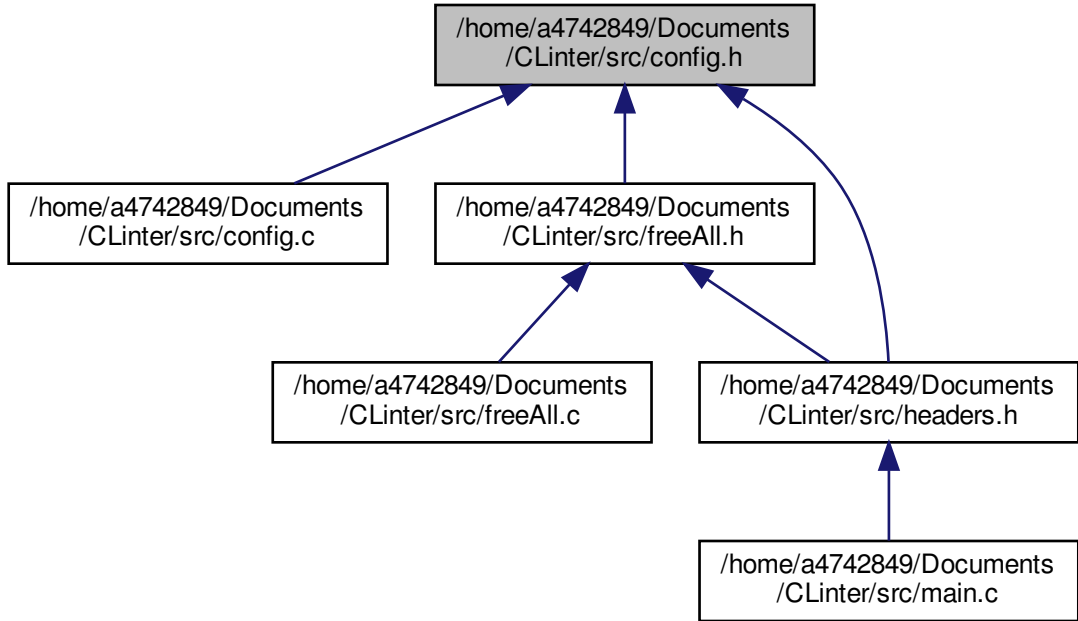 /home/a4742849/Documents
/CLinter/src/config.h
/home/a4742849/Documents
/CLinter/src/config.c
/home/a4742849/Documents
/CLinter/src/freeAll.h
/home/a4742849/Documents
/CLinter/src/freeAll.c
/home/a4742849/Documents
/CLinter/src/headers.h
/home/a4742849/Documents
/CLinter/src/main.c